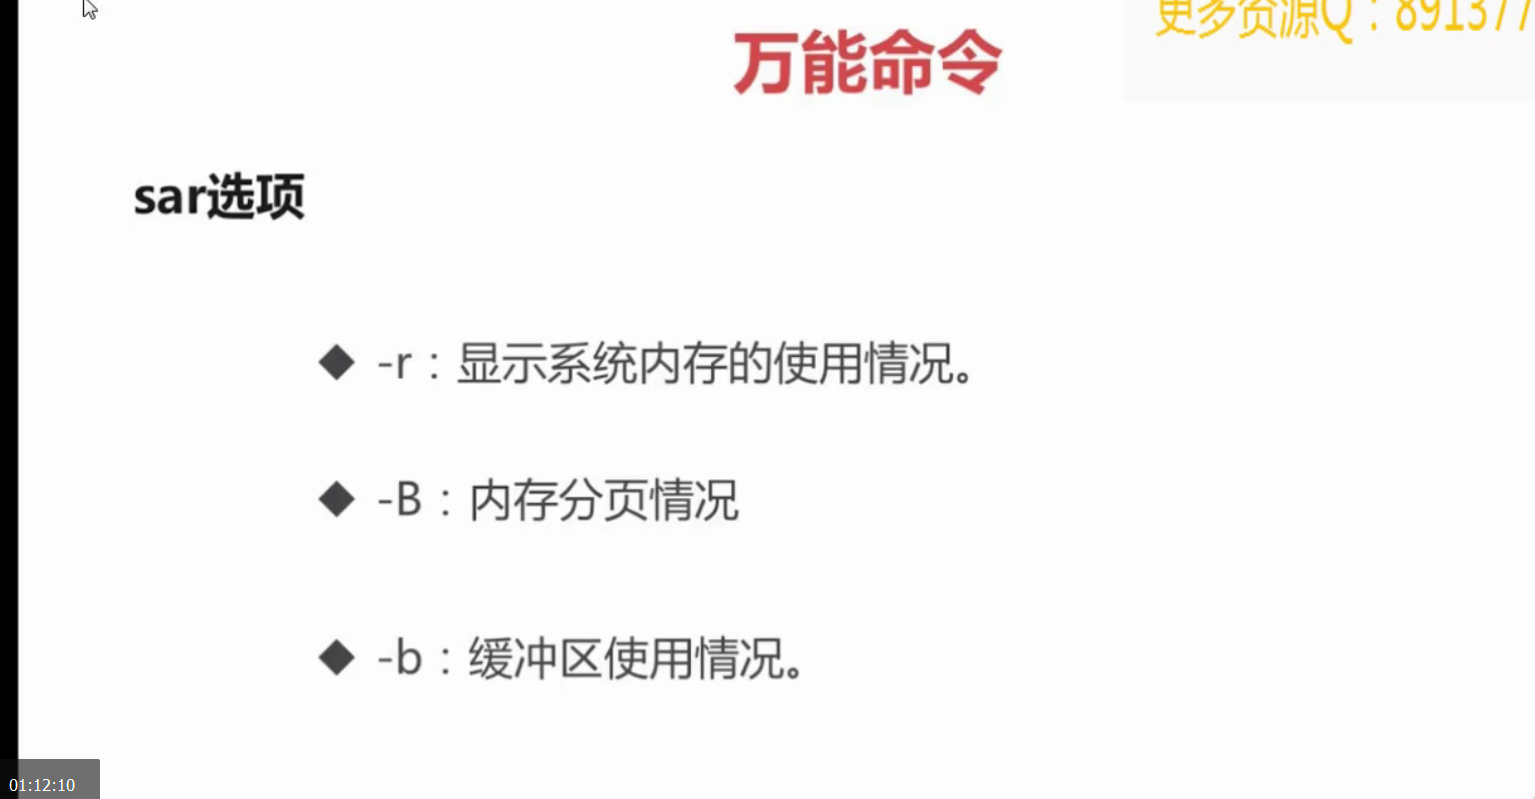 更多资源Q：891377
万能命令
sar选项
◆ -r：显示系统内存的使用情况。
◆ -B：内存分页情况
◆ -b：缓冲区使用情况。
01:12:10